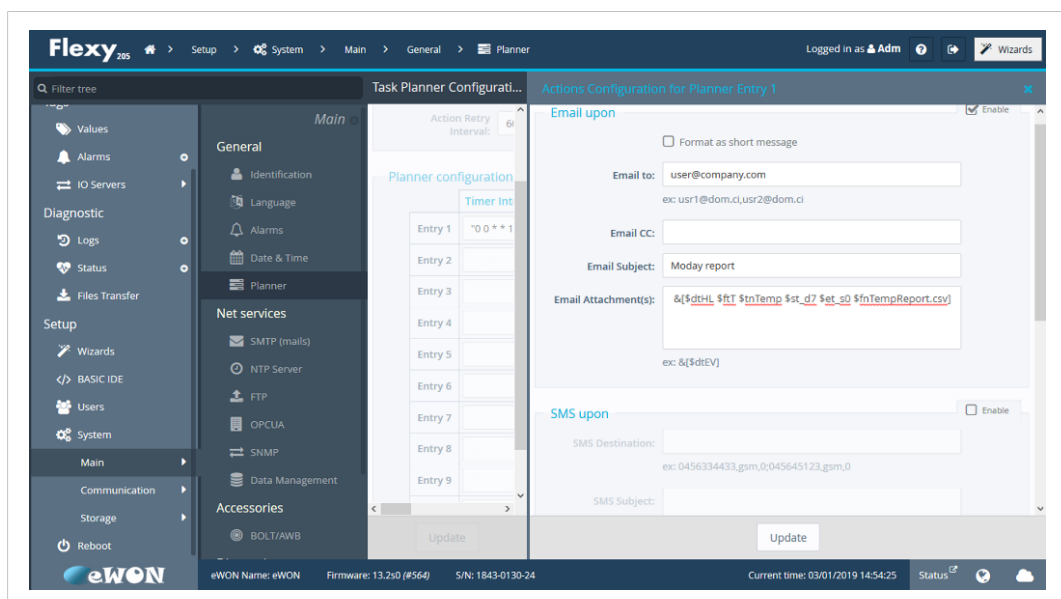 Flexy 205 > Setup > System > Main > General > Planner Logged in as Adm Wizards
Filter tree
Task Planner Configurati...
Actions Configuration for Planner Entry 1
Values
Alarms
IO Servers
Diagnostic
Logs
Status
Files Transfer
Setup
Wizards
BASIC IDE
Users
System
Main
Communication
Storage
Reboot
eWON
Main
General
Identification
Language
Alarms
Date & Time
Planner
Net services
SMTP (mails)
NTP Server
FTP
OPCUA
SNMP
Data Management
Accessories
BOLT/AWB
Action Retry
Interval:
Planner configuration
Timer Int
Entry 1 "0 0 * * 1
Entry 2
Entry 3
Entry 4
Entry 5
Entry 6
Entry 7
Entry 8
Entry 9
Update
Email upon
Enable
Format as short message
Email to: user@company.com
ex: usr1@dom.ci,usr2@dom.ci
Email CC:
Email Subject: Moday report
Email Attachment(s): &[$dtHL $ftT $tnTemp $st_d7 $et_s0 $fnTempReport.csv]
ex: &[$dtEV]
SMS upon
Enable
SMS Destination:
ex: 0456334433,gsm,0;045645123,gsm,0
SMS Subject:
Update
eWON Name: eWON Firmware: 13.2s0 (#564) S/N: 1843-0130-24 Current time: 03/01/2019 14:54:25 Status